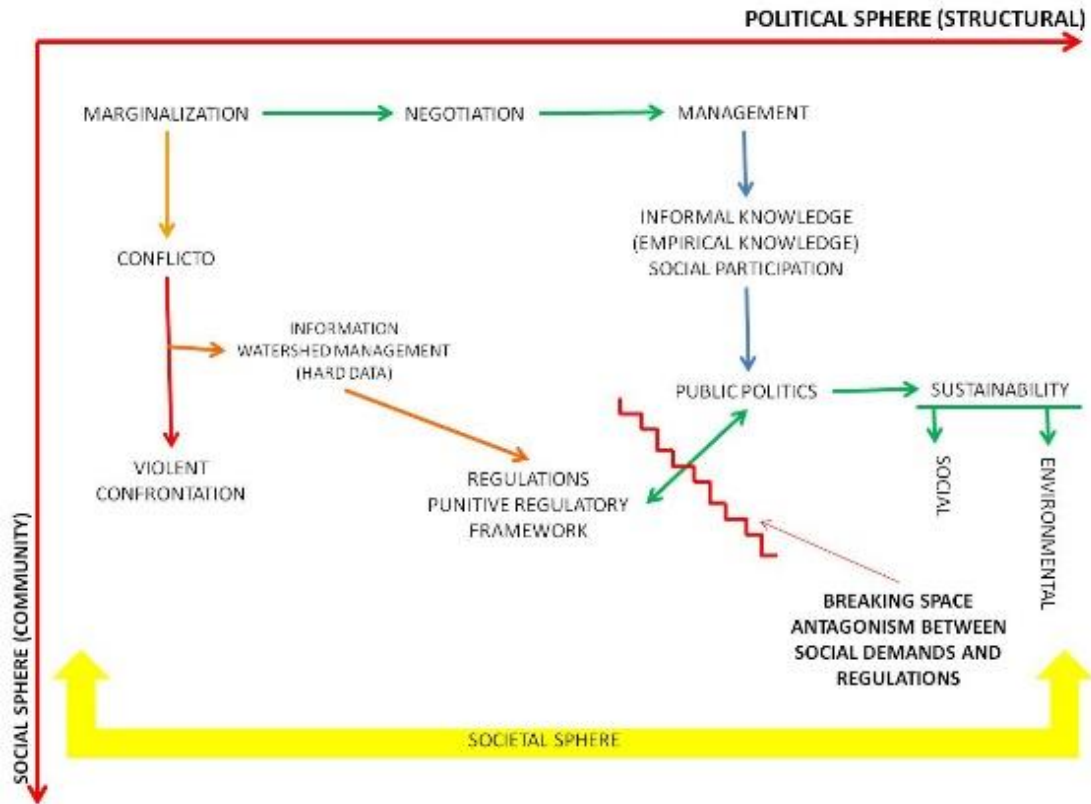 POLITICAL SPHERE (STRUCTURAL)
MARGINALIZATION
NEGOTIATION
MANAGEMENT
INFORMAL KNOWLEDGE
(EMPIRICAL KNOWLEDGE)
SOCIAL PARTICIPATION
CONFLICTO
INFORMATION
WATERSHED MANAGEMENT
(HARD DATA)
PUBLIC POLITICS
SUSTAINABILITY
VIOLENT
CONFRONTATION
REGULATIONS
PUNITIVE REGULATORY
FRAMEWORK
SOCIAL
ENVIRONMENTAL
BREAKING SPACE
ANTAGONISM BETWEEN
SOCIAL DEMANDS AND
REGULATIONS
SOCIAL SPHERE (COMMUNITY)
SOCIETAL SPHERE